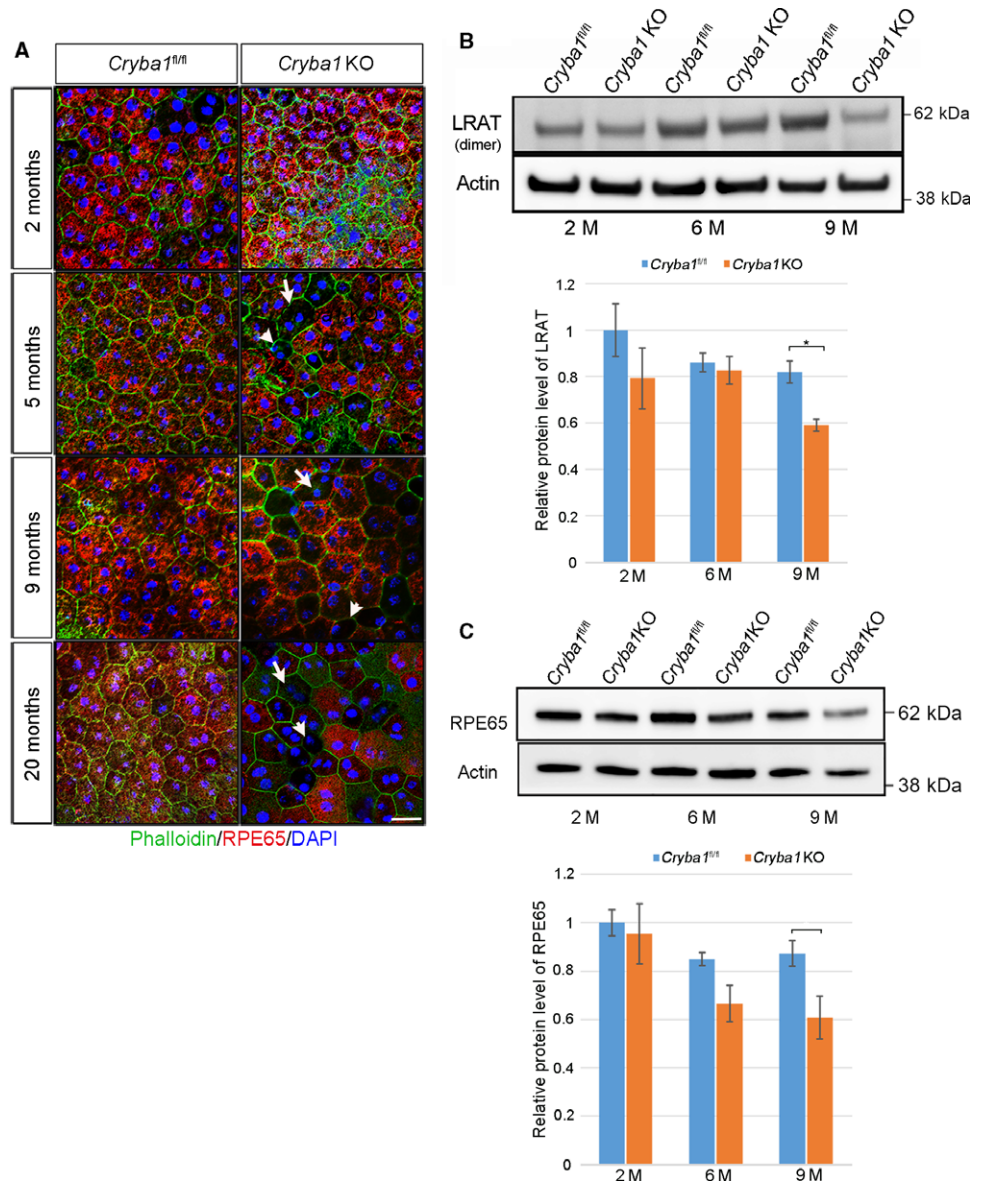 A
Cryba1fl/fl
Cryba1 KO
2 months
5 months
9 months
20 months
Phalloidin/RPE65/DAPI
B
Cryba1fl/fl
Cryba1 KO
Cryba1fl/fl
Cryba1 KO
Cryba1fl/fl
Cryba1 KO
LRAT
(dimer)
62 kDa
Actin
38 kDa
2 M
6 M
9 M
Cryba1fl/fl
Cryba1 KO
Relative protein level of LRAT
1.2
1
0.8
0.6
0.4
0.2
0
*
2 M
6 M
9 M
C
Cryba1fl/fl
Cryba1KO
Cryba1fl/fl
Cryba1KO
Cryba1fl/fl
Cryba1KO
RPE65
62 kDa
Actin
38 kDa
2 M
6 M
9 M
Cryba1fl/fl
Cryba1 KO
Relative protein level of RPE65
1.2
1
0.8
0.6
0.4
0.2
0
2 M
6 M
9 M